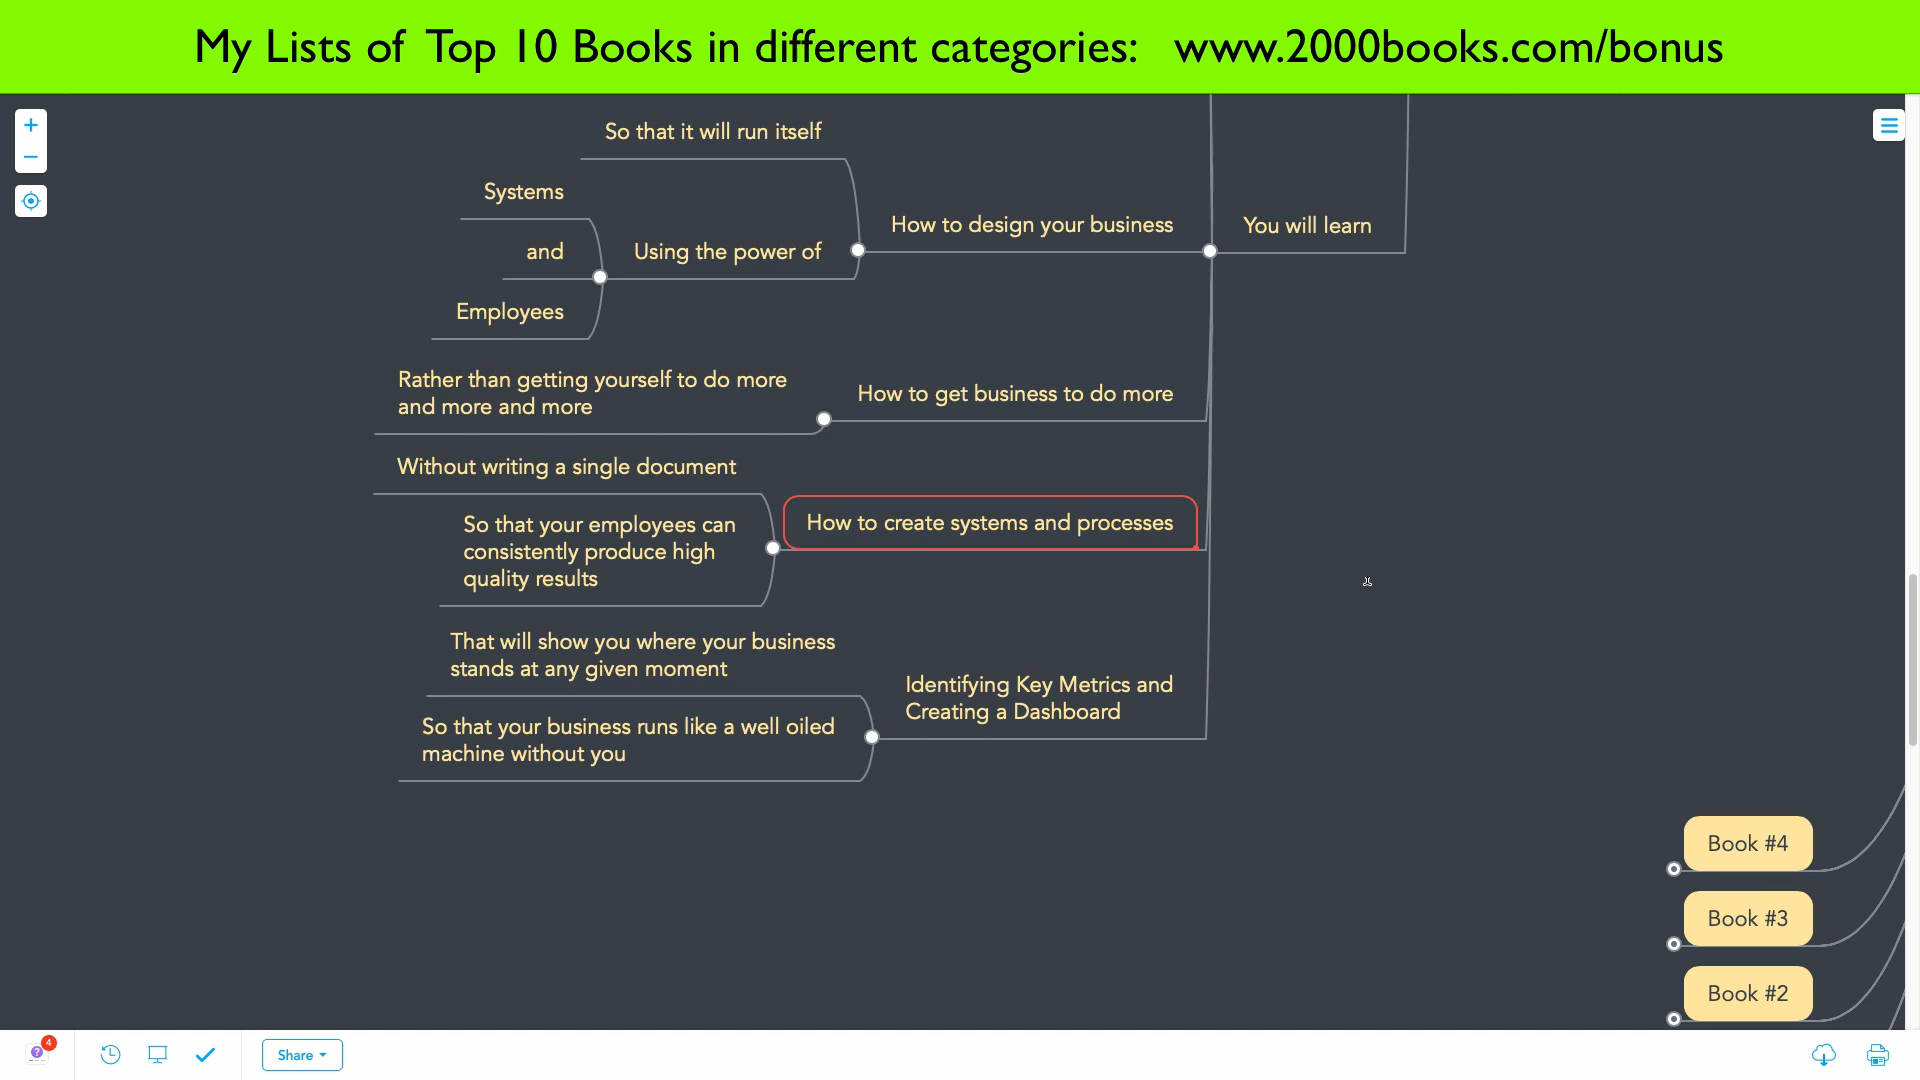 My Lists of Top 10 Books in different categories: www.2000books.com/bonus
So that it will run itself
Systems
and
Employees
Using the power of
How to design your business
You will learn
Rather than getting yourself to do more
and more and more
How to get business to do more
Without writing a single document
So that your employees can
consistently produce high
quality results
How to create systems and processes
That will show you where your business
stands at any given moment
So that your business runs like a well oiled
machine without you
Identifying Key Metrics and
Creating a Dashboard
Book #4
Book #3
Book #2
4
Share